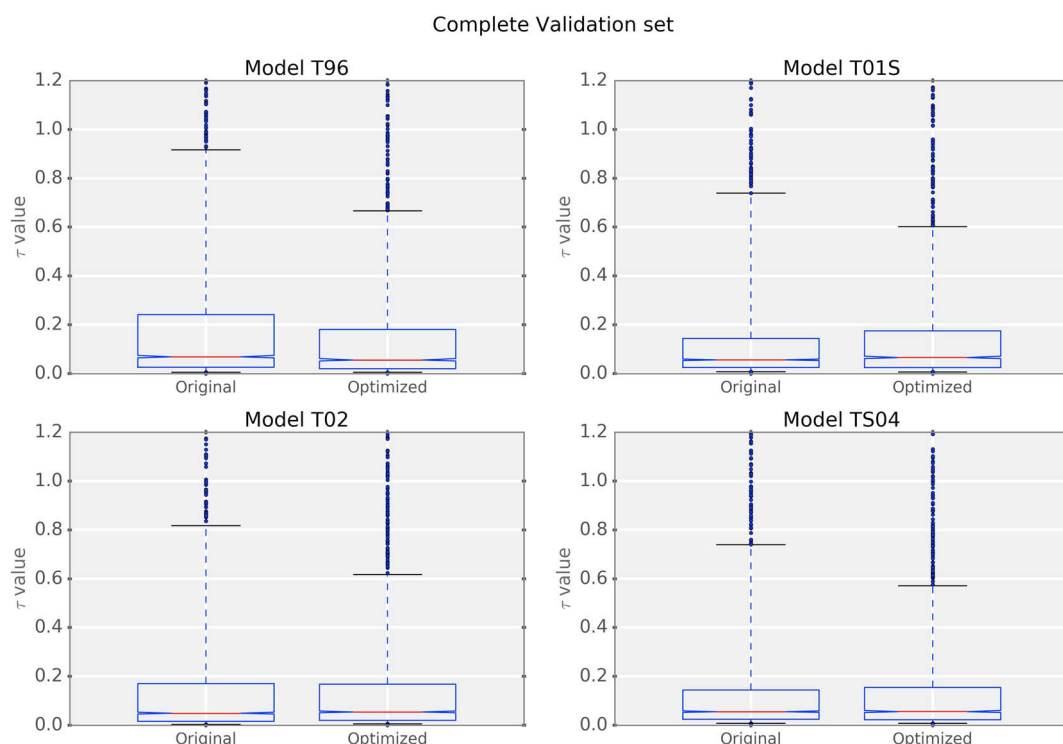 Complete Validation set
Model T96
1.2
1.0
0.8
0.6
0.4
0.2
0.0
τ value
Original
Optimized
Model T01S
1.2
1.0
0.8
0.6
0.4
0.2
0.0
τ value
Original
Optimized
Model T02
1.2
1.0
0.8
0.6
0.4
0.2
0.0
τ value
Original
Optimized
Model TS04
1.2
1.0
0.8
0.6
0.4
0.2
0.0
τ value
Original
Optimized